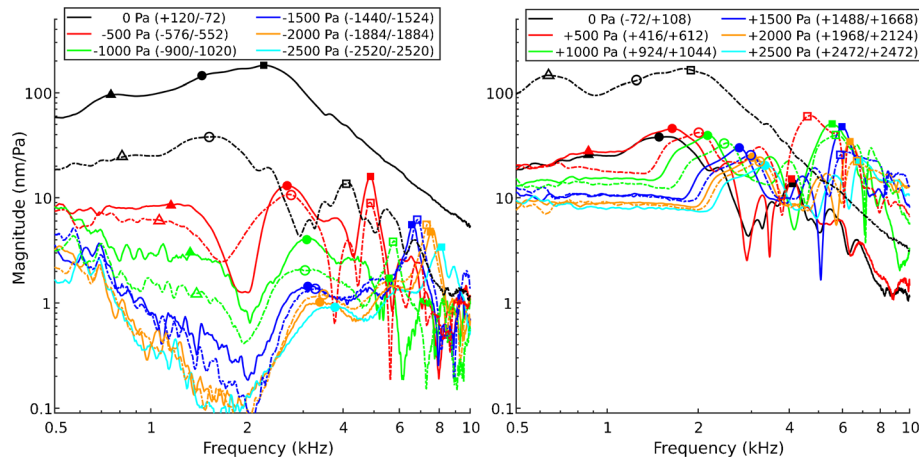 0 Pa (+120/-72)
-500 Pa (-576/-552)
-1000 Pa (-900/-1020)
-1500 Pa (-1440/-1524)
-2000 Pa (-1884/-1884)
-2500 Pa (-2520/-2520)
0 Pa (-72/+108)
+500 Pa (+416/+612)
+1000 Pa (+924/+1044)
+1500 Pa (+1488/+1668)
+2000 Pa (+1968/+2124)
+2500 Pa (+2472/+2472)
Magnitude (nm/Pa)
100
10
1
0.1
0.5 1 2 4 6 8 10
Frequency (kHz)
100
10
1
0.1
0.5 1 2 4 6 8 10
Frequency (kHz)